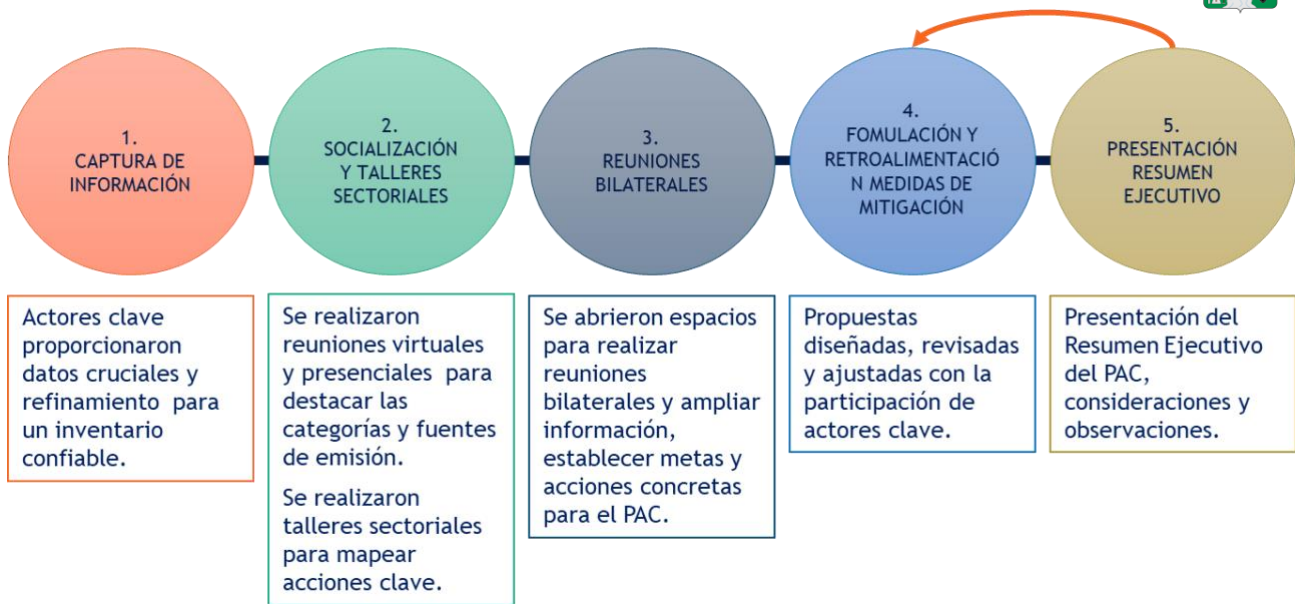 1.
CAPTURA DE
INFORMACIÓN
2.
SOCIALIZACIÓN
Y TALLERES
SECTORIALES
3.
REUNIONES
BILATERALES
4.
FOMULACIÓN Y
RETROALIMENTACIÓ
N MEDIDAS DE
MITIGACIÓN
5.
PRESENTACIÓN
RESUMEN
EJECUTIVO
Actores clave
proporcionaron
datos cruciales y
refinamiento para
un inventario
confiable.
Se realizaron
reuniones virtuales
y presenciales para
destacar las
categorías y fuentes
de emisión.
Se realizaron
talleres sectoriales
para mapear
acciones clave.
Se abrieron espacios
para realizar
reuniones
bilaterales y ampliar
información,
establecer metas y
acciones concretas
para el PAC.
Propuestas
diseñadas, revisadas
y ajustadas con la
participación de
actores clave.
Presentación del
Resumen Ejecutivo
del PAC,
consideraciones y
observaciones.